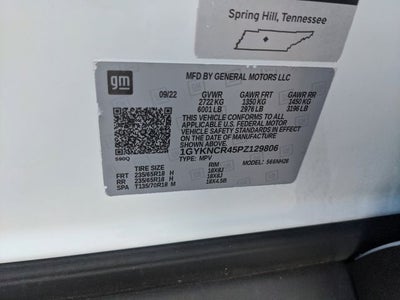 Spring Hill, Tennessee
gm
MFD BY GENERAL MOTORS LLC
09/22 GVWR GAWR FRT GAWR RR
2722 KG 1350 KG 1450 KG
6001 LB 2976 LB 3196 LB
THIS VEHICLE CONFORMS TO ALL
APPLICABLE U.S. FEDERAL MOTOR
VEHICLE SAFETY STANDARDS IN EFFECT
ON THE DATE OF MANUFACTURE
SHOWN ABOVE.
1GYKNCR45PZ129806
TYPE: MPV MODEL:
TIRE SIZE RIM
FRT 235/65R18 H 18X8J
RR 235/65R18 H 18X8J
SPA T135/70R18 M 18X4.5B